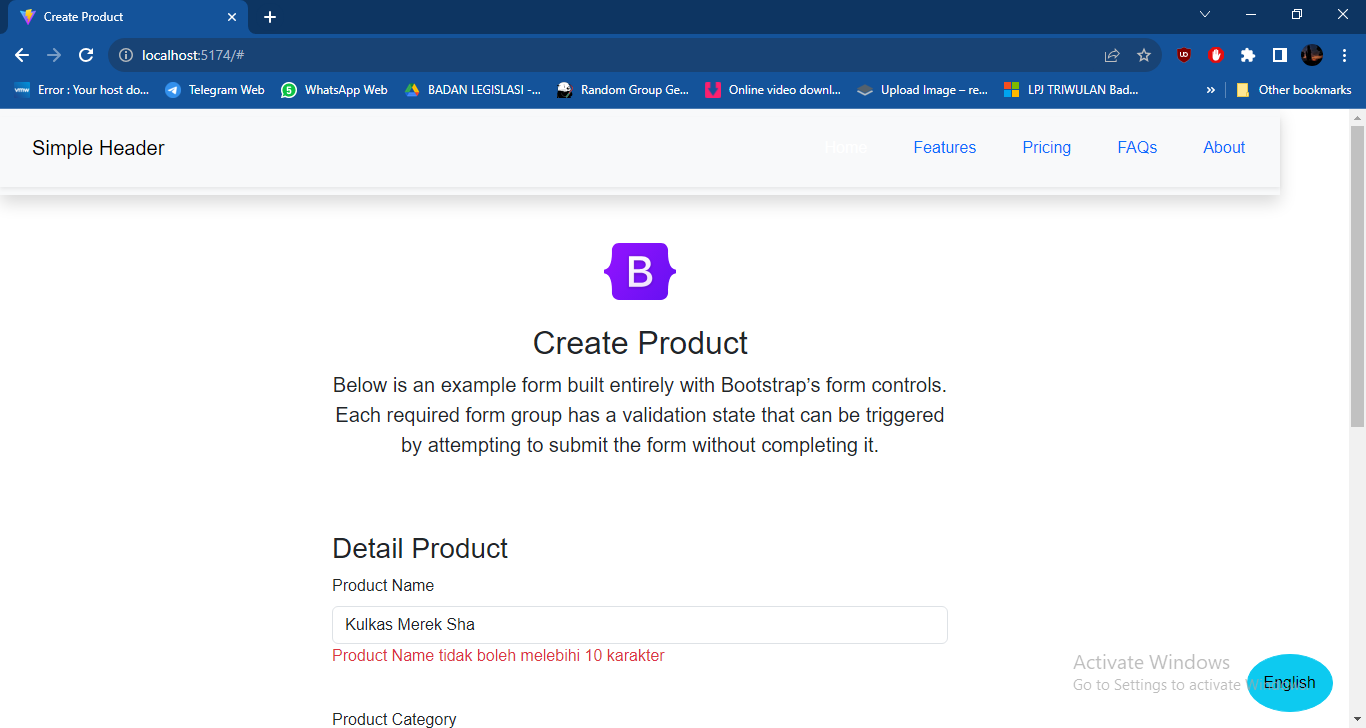 Create Product
localhost:5174/#
Error : Your host do...
Telegram Web
WhatsApp Web
BADAN LEGISLASI -...
Random Group Ge...
Online video downl...
Upload Image – re...
LPJ TRIWULAN Bad...
»
Other bookmarks
Simple Header
Home
Features
Pricing
FAQs
About
B
Create Product
Below is an example form built entirely with Bootstrap’s form controls.
Each required form group has a validation state that can be triggered
by attempting to submit the form without completing it.
Detail Product
Product Name
Kulkas Merek Sha
Product Name tidak boleh melebihi 10 karakter
Product Category
Activate Windows
Go to Settings to activate
English